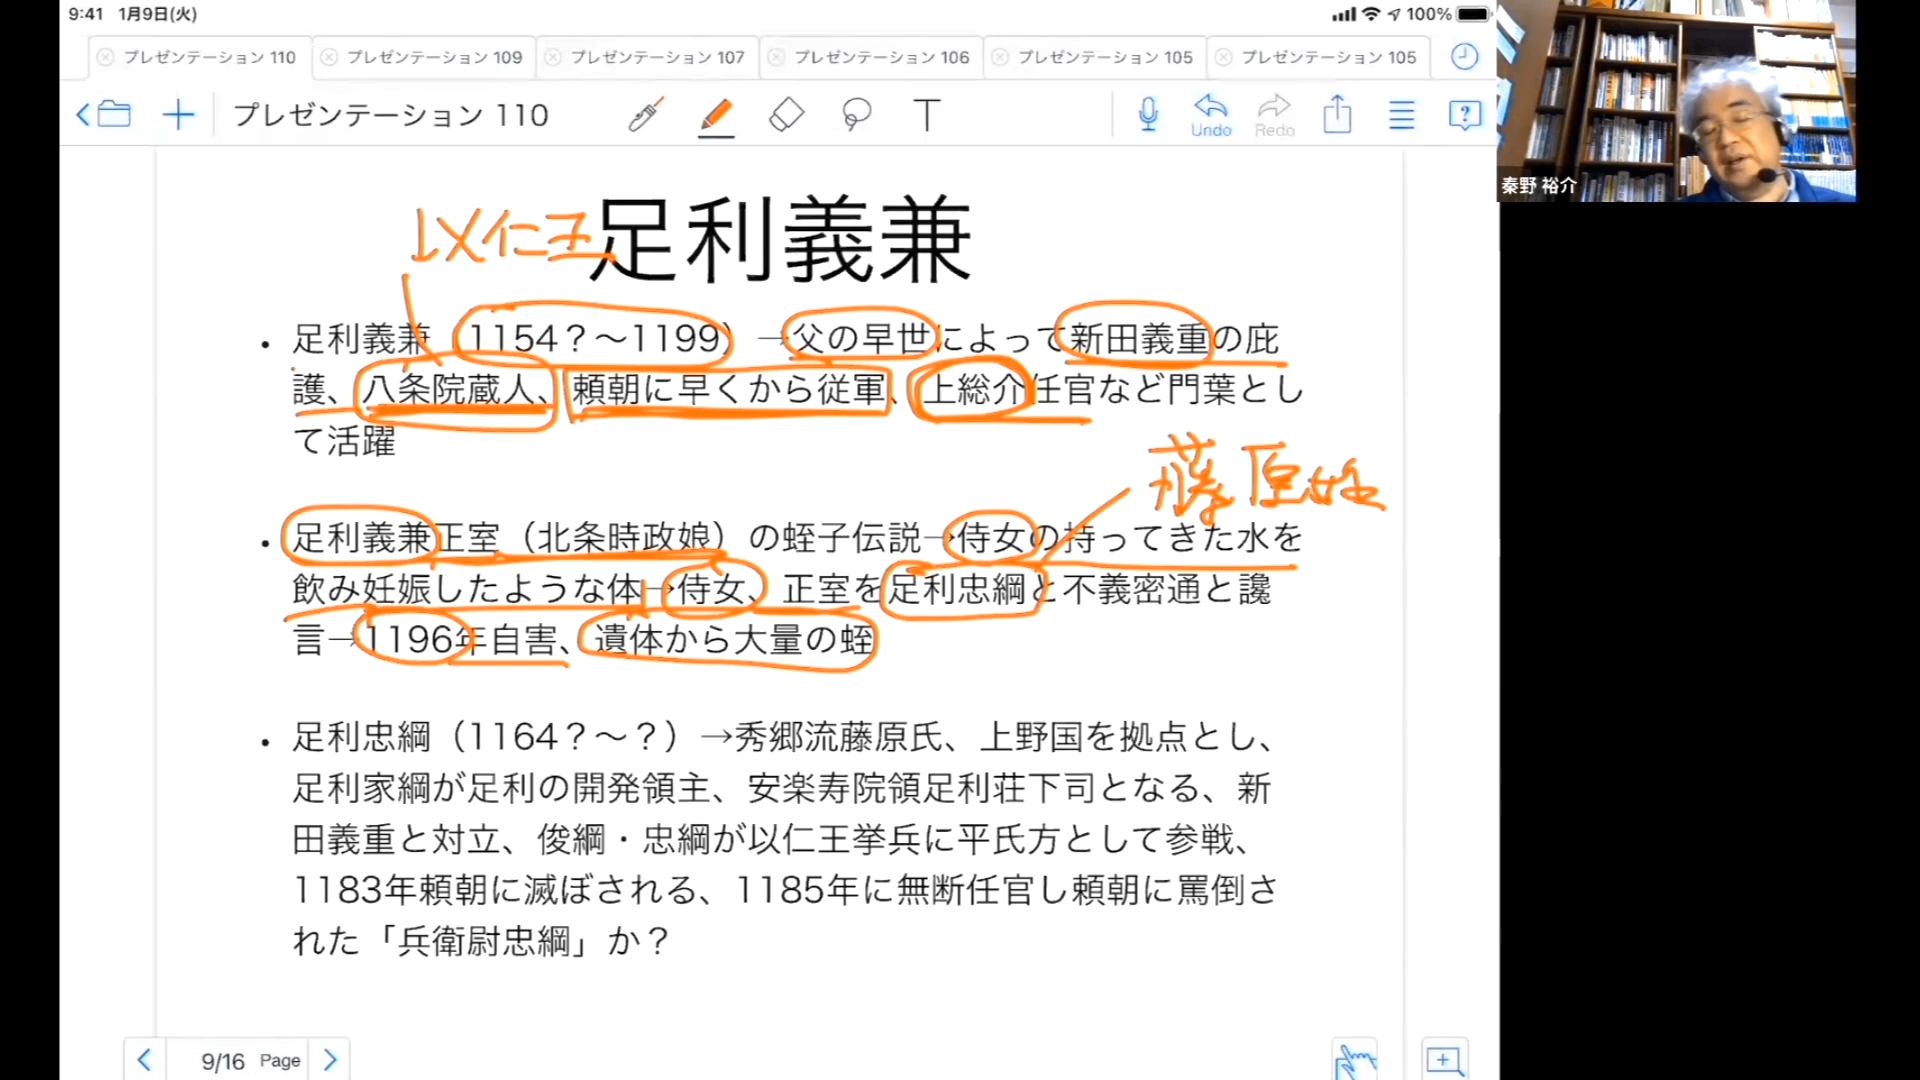 9:41 1月9日(火)
100%
プレゼンテーション 110
プレゼンテーション 109
プレゼンテーション 107
プレゼンテーション 106
プレゼンテーション 105
プレゼンテーション 105
プレゼンテーション 110
T
Undo
Redo
?
秦野 裕介
以仁王
足利義兼
• 足利義兼（1154？〜1199）→父の早世によって新田義重の庇
護、八条院蔵人、頼朝に早くから従軍、上総介任官など門葉とし
て活躍
藤原姓
• 足利義兼正室（北条時政娘）の蛭子伝説→侍女の持ってきた水を
飲み妊娠したような体→侍女、正室を足利忠綱と不義密通と讒
言→1196年自害、遺体から大量の蛭
• 足利忠綱（1164？〜？）→秀郷流藤原氏、上野国を拠点とし、
足利家綱が足利の開発領主、安楽寿院領足利荘下司となる、新
田義重と対立、俊綱・忠綱が以仁王挙兵に平氏方として参戦、
1183年頼朝に滅ぼされる、1185年に無断任官し頼朝に罵倒さ
れた「兵衛尉忠綱」か？
9/16 Page